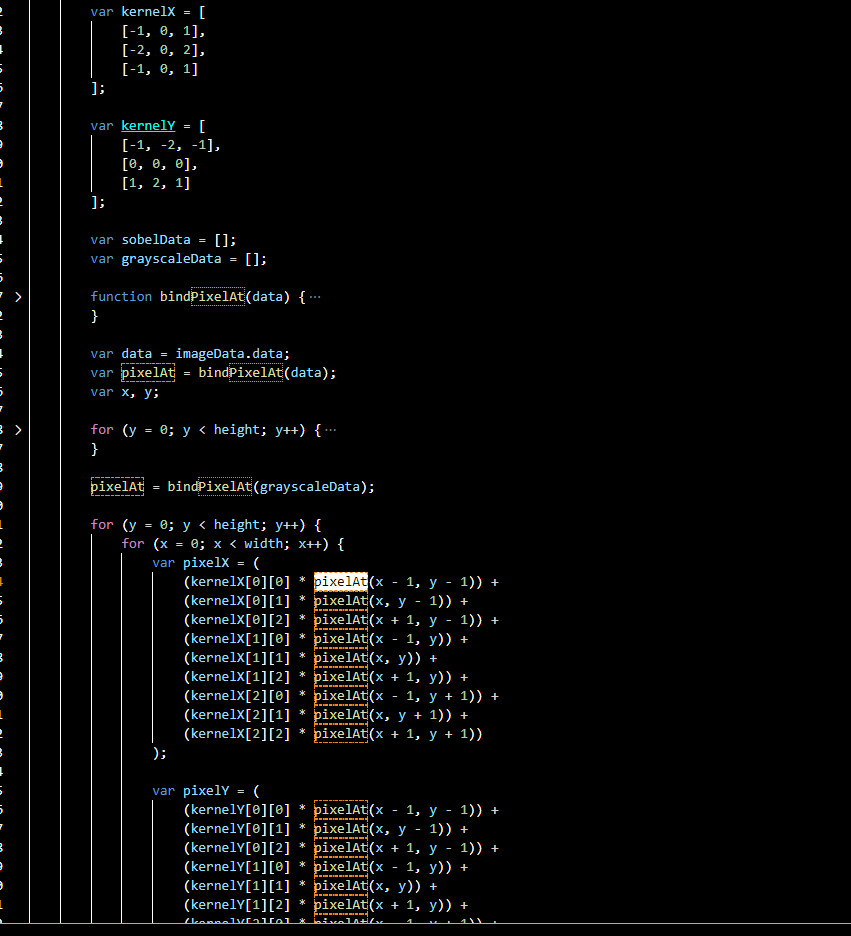 var kernelX = [
[-1, 0, 1],
[-2, 0, 2],
[-1, 0, 1]
];
var kernelY = [
[-1, -2, -1],
[0, 0, 0],
[1, 2, 1]
];
var sobelData = [];
var grayscaleData = [];
function bindPixelAt(data) {···
}
var data = imageData.data;
var pixelAt = bindPixelAt(data);
var x, y;
for (y = 0; y < height; y++) {···
}
pixelAt = bindPixelAt(grayscaleData);
for (y = 0; y < height; y++) {
for (x = 0; x < width; x++) {
var pixelX = (
(kernelX[0][0] * pixelAt(x - 1, y - 1)) +
(kernelX[0][1] * pixelAt(x, y - 1)) +
(kernelX[0][2] * pixelAt(x + 1, y - 1)) +
(kernelX[1][0] * pixelAt(x - 1, y)) +
(kernelX[1][1] * pixelAt(x, y)) +
(kernelX[1][2] * pixelAt(x + 1, y)) +
(kernelX[2][0] * pixelAt(x - 1, y + 1)) +
(kernelX[2][1] * pixelAt(x, y + 1)) +
(kernelX[2][2] * pixelAt(x + 1, y + 1))
);
var pixelY = (
(kernelY[0][0] * pixelAt(x - 1, y - 1)) +
(kernelY[0][1] * pixelAt(x, y - 1)) +
(kernelY[0][2] * pixelAt(x + 1, y - 1)) +
(kernelY[1][0] * pixelAt(x - 1, y)) +
(kernelY[1][1] * pixelAt(x, y)) +
(kernelY[1][2] * pixelAt(x + 1, y)) +